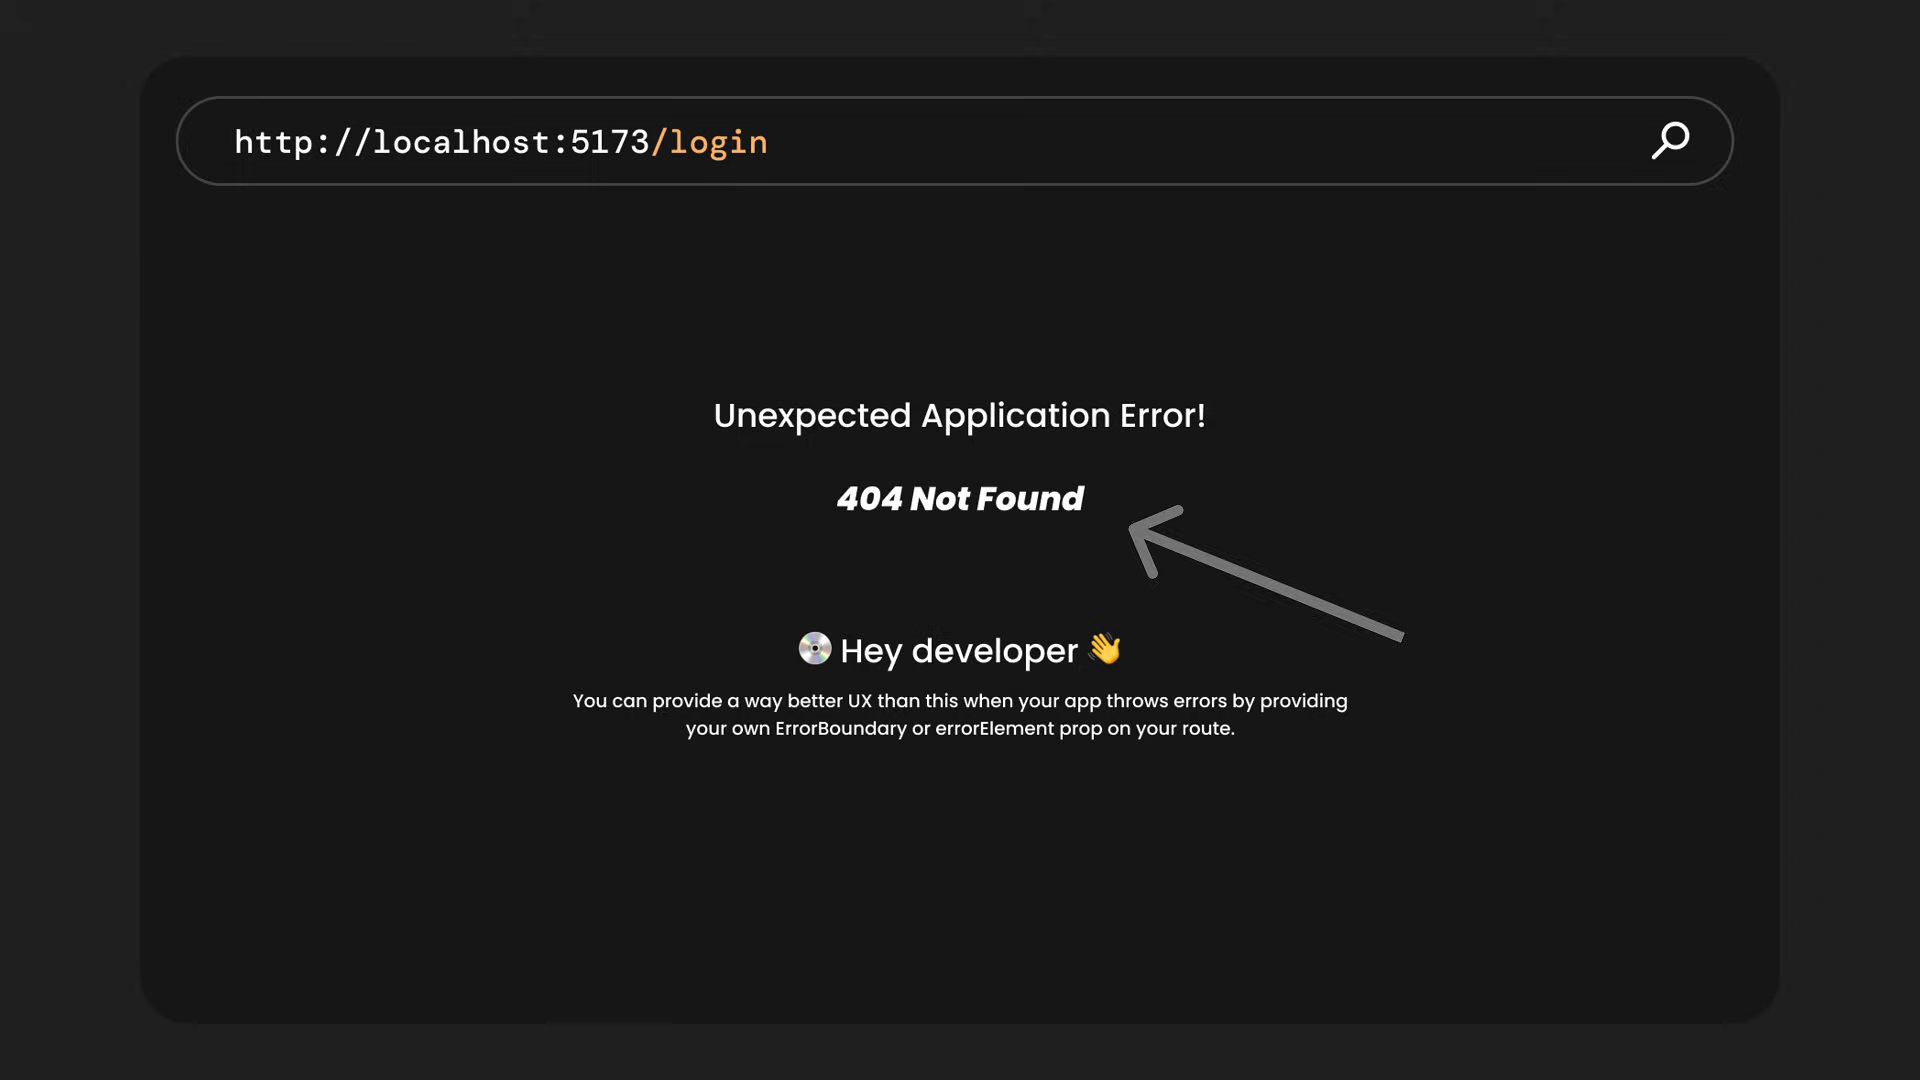 http://localhost:5173/login
Unexpected Application Error!
404 Not Found
💿 Hey developer 👋
You can provide a way better UX than this when your app throws errors by providing
your own ErrorBoundary or errorElement prop on your route.